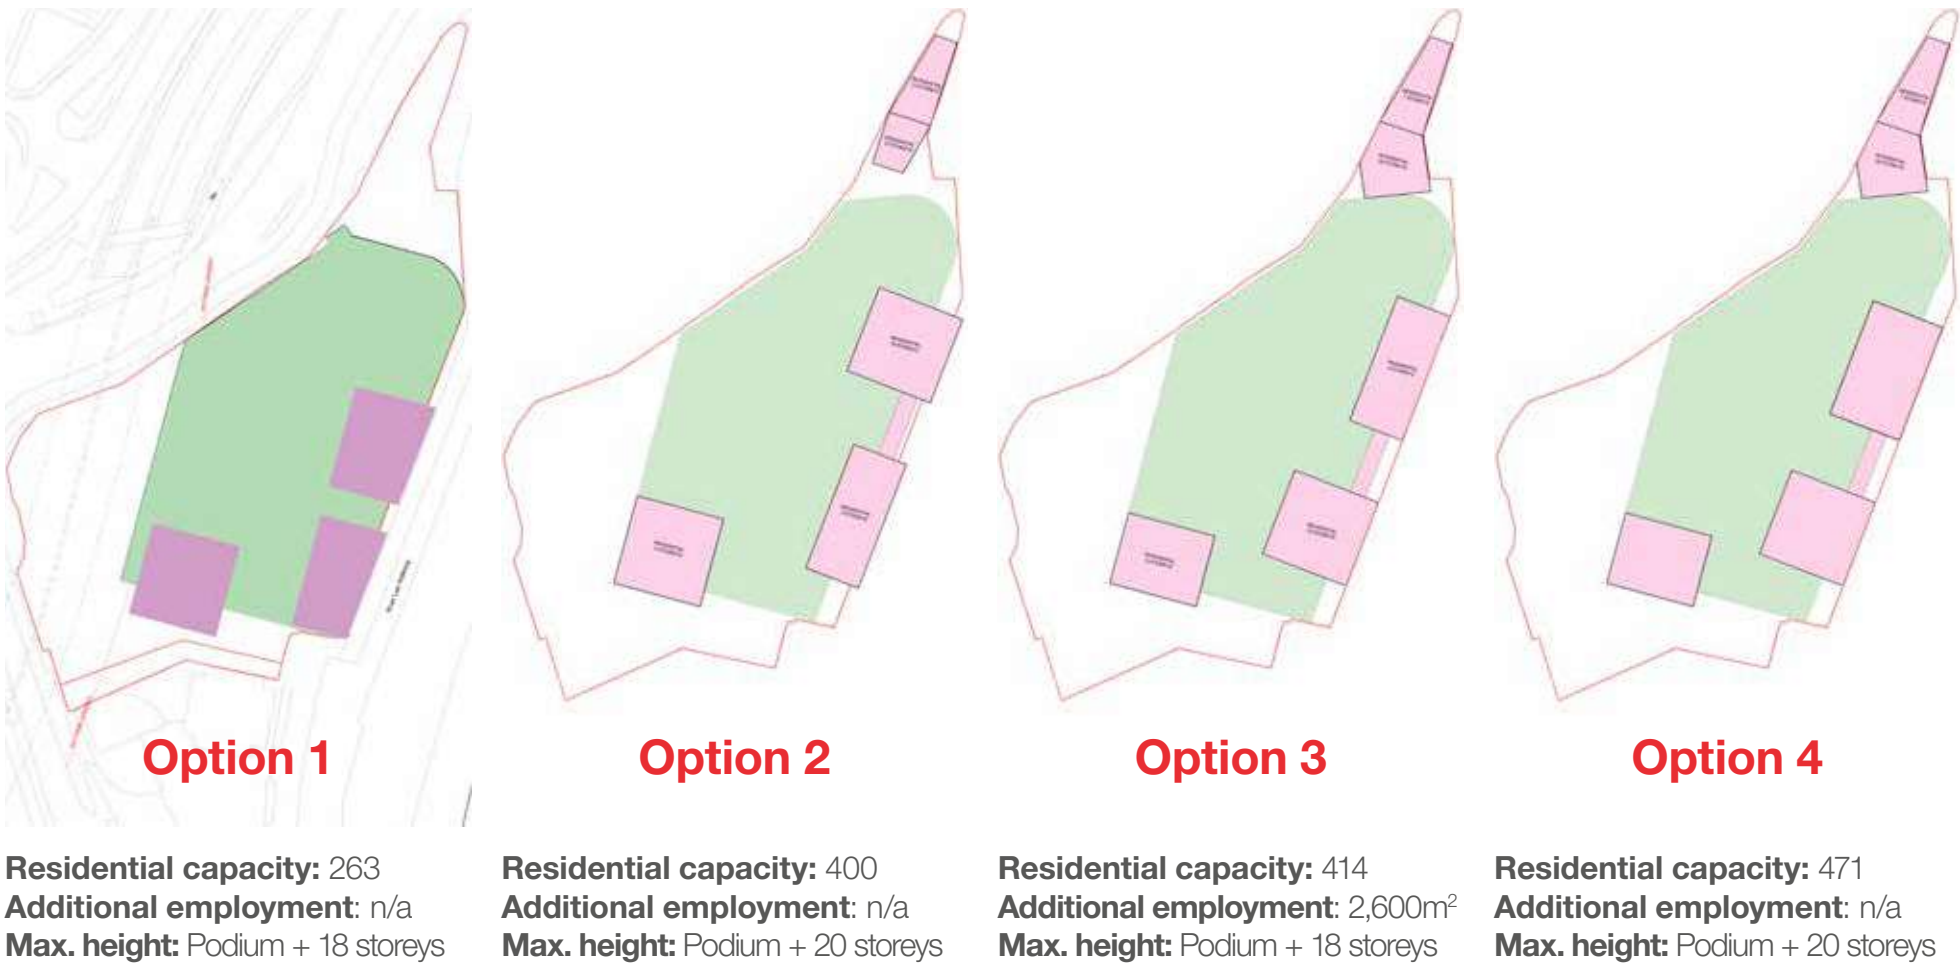 Option 1
Option 2
Option 3
Option 4
Residential capacity: 263
Additional employment: n/a
Max. height: Podium + 18 storeys
Residential capacity: 400
Additional employment: n/a
Max. height: Podium + 20 storeys
Residential capacity: 414
Additional employment: 2,600m²
Max. height: Podium + 18 storeys
Residential capacity: 471
Additional employment: n/a
Max. height: Podium + 20 storeys